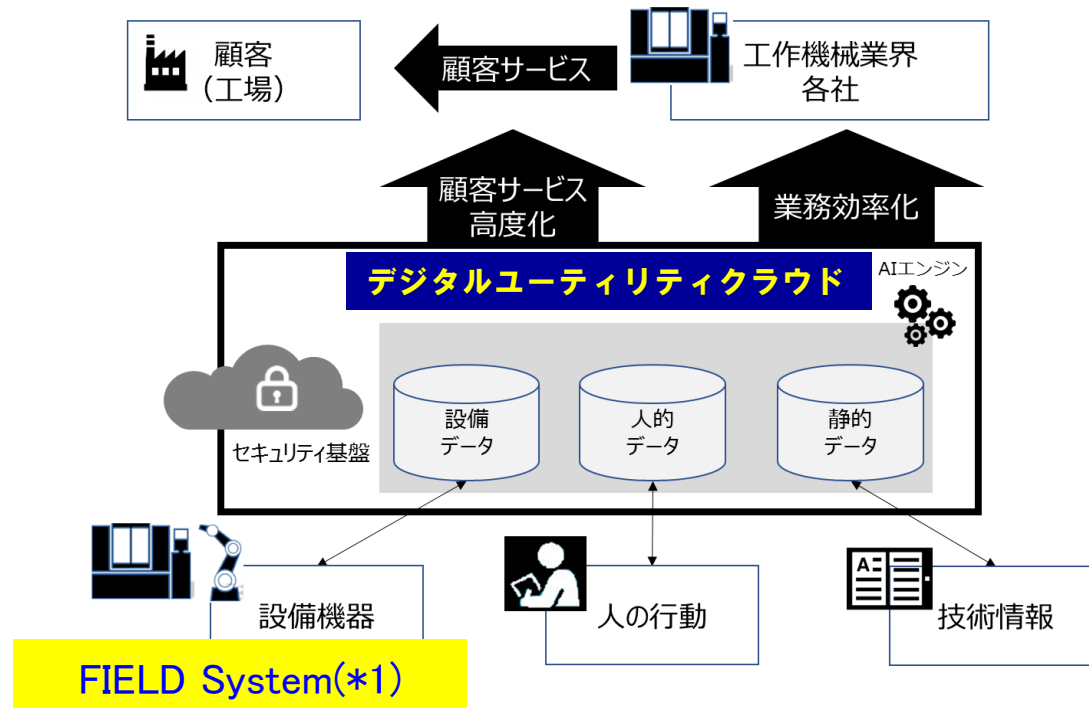 顧客
（工場）
顧客サービス
工作機械業界
各社
顧客サービス
高度化
業務効率化
デジタルユーティリティクラウド
AIエンジン
セキュリティ基盤
設備
データ
人的
データ
静的
データ
設備機器
人の行動
A
技術情報
FIELD System(*1)